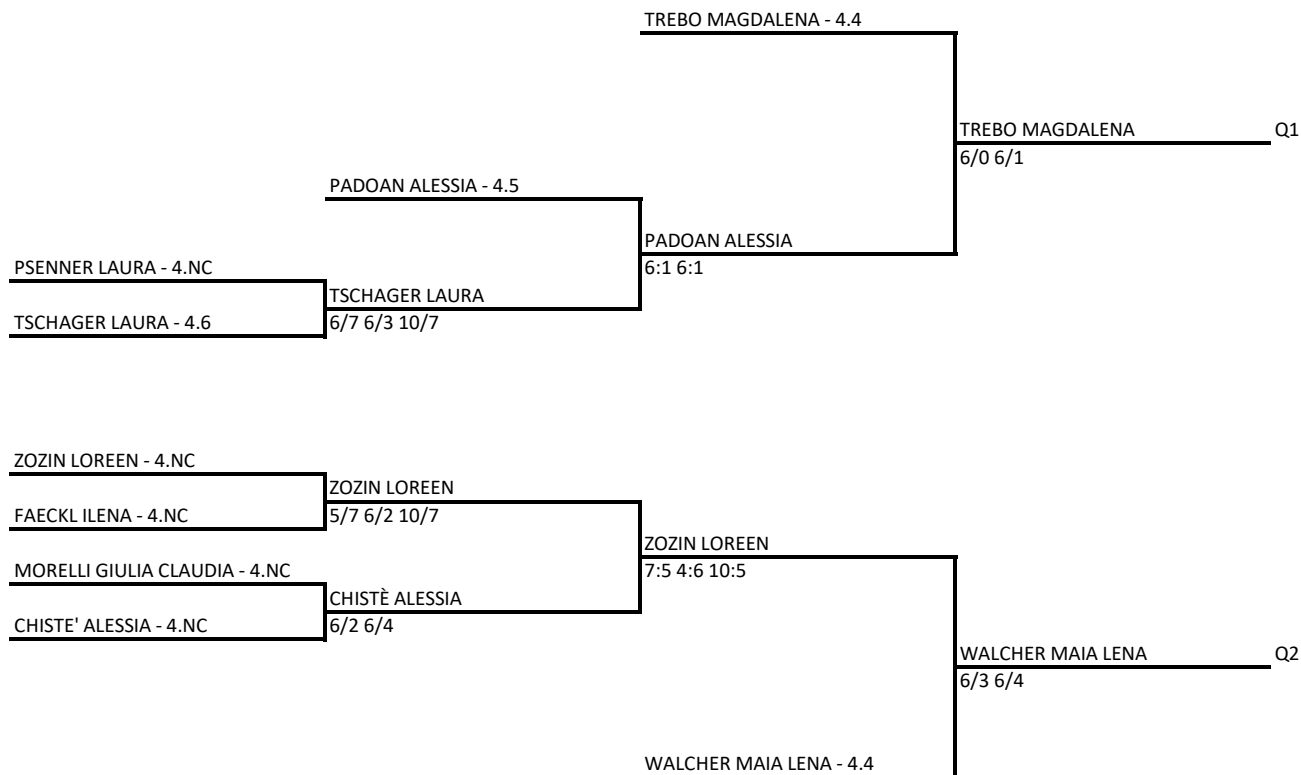 TREBO MAGDALENA - 4.4
TREBO MAGDALENA Q1
6/0 6/1
PADOAN ALESSIA - 4.5
PADOAN ALESSIA
PSENNER LAURA - 4.NC
6:1 6:1
TSCHAGER LAURA
TSCHAGER LAURA - 4.6
6/7 6/3 10/7
ZOZIN LOREEN - 4.NC
ZOZIN LOREEN
FAECKL ILENA - 4.NC
5/7 6/2 10/7
ZOZIN LOREEN
MORELLI GIULIA CLAUDIA - 4.NC
7:5 4:6 10:5
CHISTÈ ALESSIA
CHISTE' ALESSIA - 4.NC
6/2 6/4
WALCHER MAIA LENA Q2
6/3 6/4
WALCHER MAIA LENA - 4.4